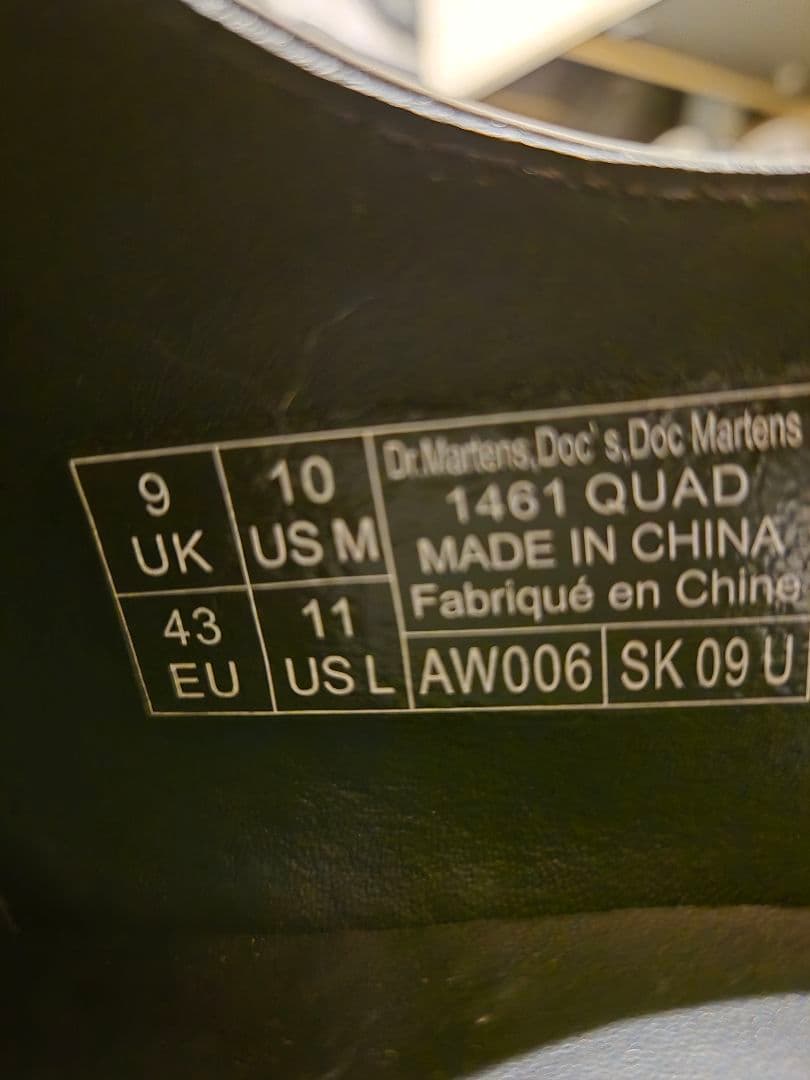 9
UK
10
US M
43
EU
11
US L
Dr.Martens,Doc's,Doc Martens
1461 QUAD
MADE IN CHINA
Fabriqué en Chine
AW006
SK 09 U